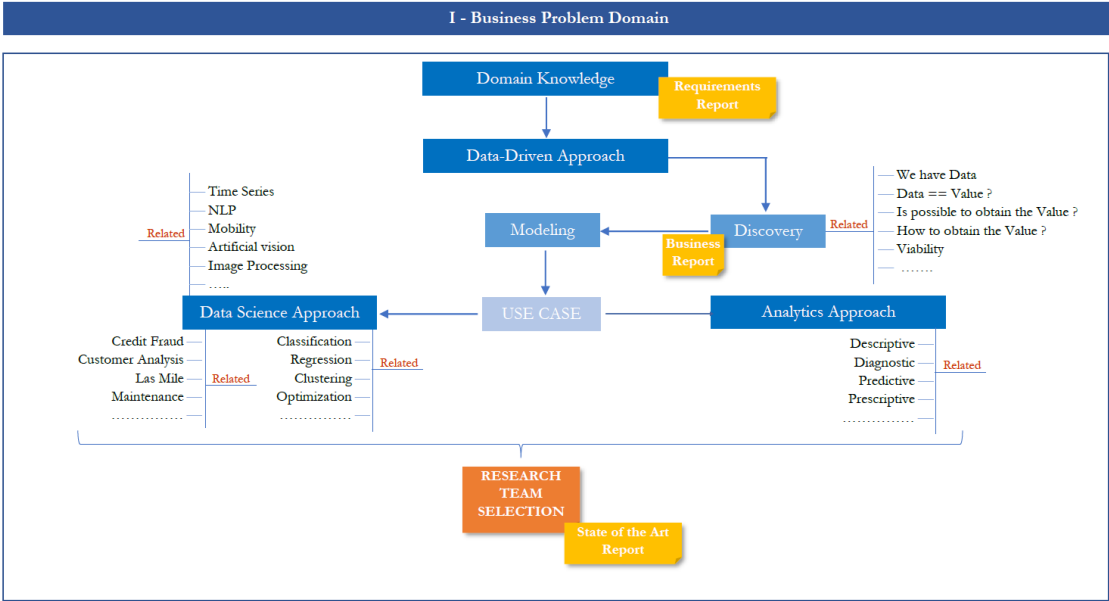 I - Business Problem Domain
Domain Knowledge
Requirements
Report
Data-Driven Approach
We have Data
Data == Value ?
Is possible to obtain the Value ?
How to obtain the Value ?
Viability
.......
Related
Time Series
NLP
Mobility
Artificial vision
Image Processing
.....
Related
Modeling
Discovery
Business
Report
Data Science Approach
USE CASE
Analytics Approach
Credit Fraud
Customer Analysis
Las Mile
Maintenance
...............
Related
Classification
Regression
Clustering
Optimization
...............
Related
Descriptive
Diagnostic
Predictive
Prescriptive
...............
Related
RESEARCH
TEAM
SELECTION
State of the Art
Report